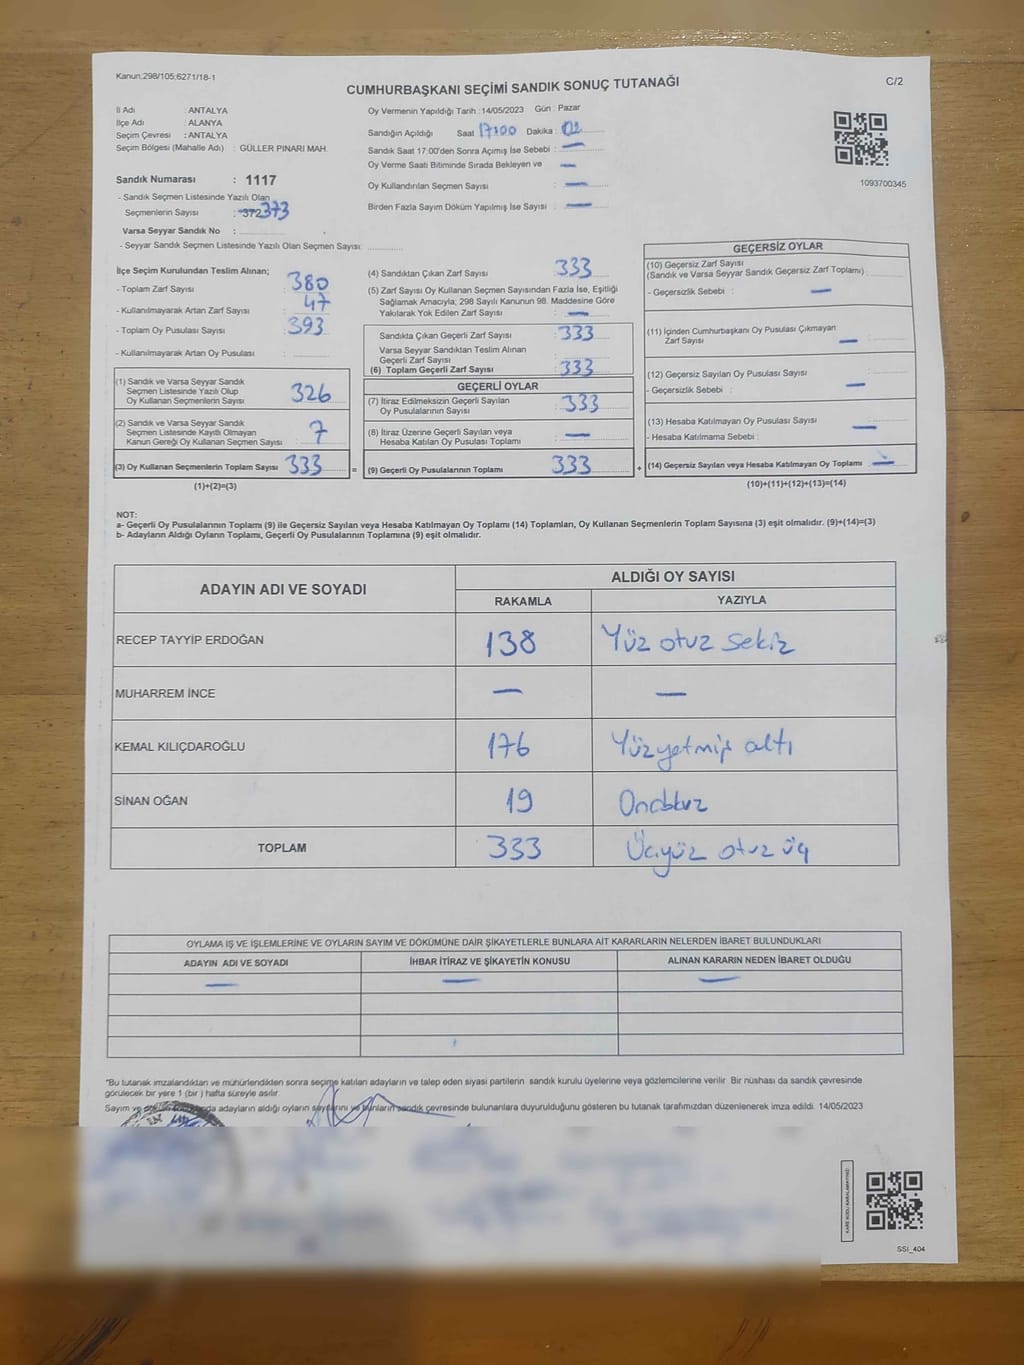 Kanun:298/105;6271/18-1
C/2
CUMHURBAŞKANI SEÇİMİ SANDIK SONUÇ TUTANAĞI
İl Adı : ANTALYA
İlçe Adı : ALANYA
Seçim Çevresi : ANTALYA
Seçim Bölgesi (Mahalle Adı) : GÜLLER PINARI MAH.
Oy Vermenin Yapıldığı Tarih :14/05/2023 Gün : Pazar
Sandığın Açıldığı Saat 17:00 Dakika : 02
Sandık Saat 17:00'den Sonra Açımış İse Sebebi : —
Oy Verme Saati Bitiminde Sırada Bekleyen ve —
Oy Kullandırılan Seçmen Sayısı : —
Birden Fazla Sayım Döküm Yapılmış İse Sayısı : —
1093700345
Sandık Numarası : 1117
- Sandık Seçmen Listesinde Yazılı Olan
Seçmenlerin Sayısı : 372 373
Varsa Seyyar Sandık No :
- Seyyar Sandık Seçmen Listesinde Yazılı Olan Seçmen Sayısı:
İlçe Seçim Kurulundan Teslim Alınan;
- Toplam Zarf Sayısı : 380
- Kullanılmayarak Artan Zarf Sayısı : 47
- Toplam Oy Pusulası Sayısı : 393
- Kullanılmayarak Artan Oy Pusulası :
(1) Sandık ve Varsa Seyyar Sandık
Seçmen Listesinde Yazılı Olup
Oy Kullanan Seçmenlerin Sayısı : 326
(2) Sandık ve Varsa Seyyar Sandık
Seçmen Listesinde Kayıtlı Olmayan
Kanun Gereği Oy Kullanan Seçmen Sayısı : 7
(3) Oy Kullanan Seçmenlerin Toplam Sayısı : 333 =
(1)+(2)=(3)
(4) Sandıktan Çıkan Zarf Sayısı : 333
(5) Zarf Sayısı Oy Kullanan Seçmen Sayısından Fazla İse, Eşitliği
Sağlamak Amacıyla; 298 Sayılı Kanunun 98. Maddesine Göre
Yakılarak Yok Edilen Zarf Sayısı : —
Sandıkta Çıkan Geçerli Zarf Sayısı : 333
Varsa Seyyar Sandıktan Teslim Alınan
Geçerli Zarf Sayısı
(6) Toplam Geçerli Zarf Sayısı : 333
GEÇERLİ OYLAR
(7) İtiraz Edilmeksizin Geçerli Sayılan
Oy Pusulalarının Sayısı : 333
(8) İtiraz Üzerine Geçerli Sayılan veya
Hesaba Katılan Oy Pusulası Toplamı : —
(9) Geçerli Oy Pusulalarının Toplamı : 333 +
GEÇERSİZ OYLAR
(10) Geçersiz Zarf Sayısı
(Sandık ve Varsa Seyyar Sandık Geçersiz Zarf Toplamı)
- Geçersizlik Sebebi : —
(11) İçinden Cumhurbaşkanı Oy Pusulası Çıkmayan
Zarf Sayısı —
(12) Geçersiz Sayılan Oy Pusulası Sayısı :
- Geçersizlik Sebebi : —
(13) Hesaba Katılmayan Oy Pusulası Sayısı :
- Hesaba Katılmama Sebebi : —
(14) Geçersiz Sayılan veya Hesaba Katılmayan Oy Toplamı : —
(10)+(11)+(12)+(13)=(14)
NOT:
a- Geçerli Oy Pusulalarının Toplamı (9) ile Geçersiz Sayılan veya Hesaba Katılmayan Oy Toplamı (14) Toplamları, Oy Kullanan Seçmenlerin Toplam Sayısına (3) eşit olmalıdır. (9)+(14)=(3)
b- Adayların Aldığı Oyların Toplamı, Geçerli Oy Pusulalarının Toplamına (9) eşit olmalıdır.
ADAYIN ADI VE SOYADI ALDIĞI OY SAYISI
RAKAMLA YAZIYLA
RECEP TAYYİP ERDOĞAN 138 Yüz otuz sekiz
MUHARREM İNCE — —
KEMAL KILIÇDAROĞLU 176 Yüzyetmiş altı
SİNAN OĞAN 19 Ondokuz
TOPLAM 333 Üçyüz otuz üç
OYLAMA İŞ VE İŞLEMLERİNE VE OYLARIN SAYIM VE DÖKÜMÜNE DAİR ŞİKAYETLERLE BUNLARA AİT KARARLARIN NELERDEN İBARET BULUNDUKLARI
ADAYIN ADI VE SOYADI İHBAR İTİRAZ VE ŞİKAYETİN KONUSU ALINAN KARARIN NEDEN İBARET OLDUĞU
— — —
"Bu tutanak imzalandıktan ve mühürlendikten sonra seçime katılan adayların ve talep eden siyasi partilerin sandık kurulu üyelerine veya gözlemcilerine verilir. Bir nüshası da sandık çevresinde
görülecek bir yere 1 (bir ) hafta süreyle asılır.
Sayım ve adayların aldığı oyların sayılarını ve bunların sandık çevresinde bulunanlara duyurulduğunu gösteren bu tutanak tarafımızdan düzenlenerek imza edildi. 14/05/2023
SSI_404